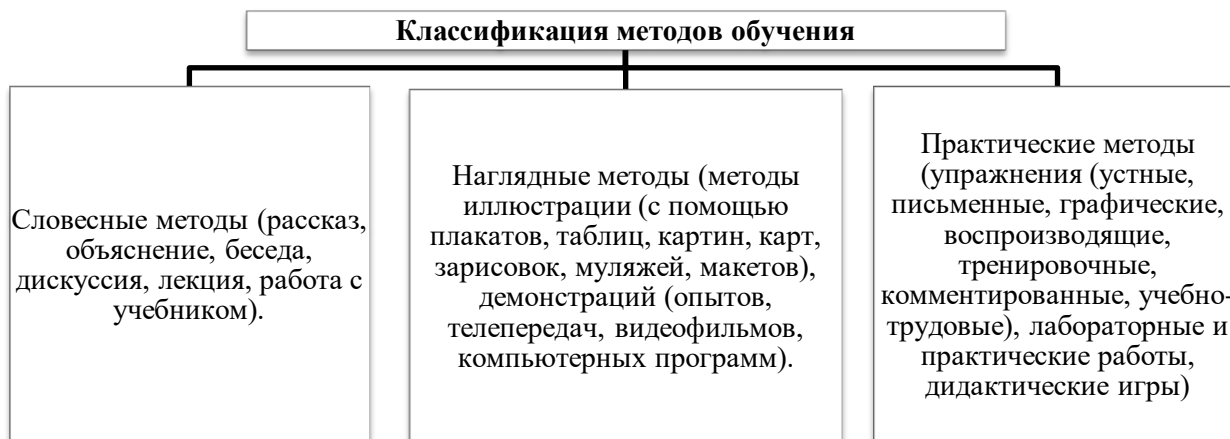 Классификация методов обучения
Словесные методы (рассказ,
объяснение, беседа,
дискуссия, лекция, работа с
учебником).
Наглядные методы (методы
иллюстрации (с помощью
плакатов, таблиц, картин, карт,
зарисовок, муляжей, макетов),
демонстраций (опытов,
телепередач, видеофильмов,
компьютерных программ).
Практические методы
(упражнения (устные,
письменные, графические,
воспроизводящие,
тренировочные,
комментированные, учебно-
трудовые), лабораторные и
практические работы,
дидактические игры)